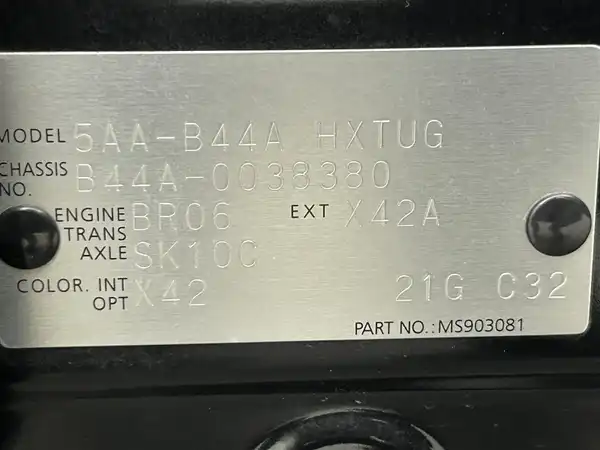 MODEL 5AA-B44A HXTUG
CHASSIS NO. B44A-0038380
ENGINE BR06 EXT X42A
TRANS AXLE SK10C
COLOR. INT X42
OPT 21G C32
PART NO.:MS903081